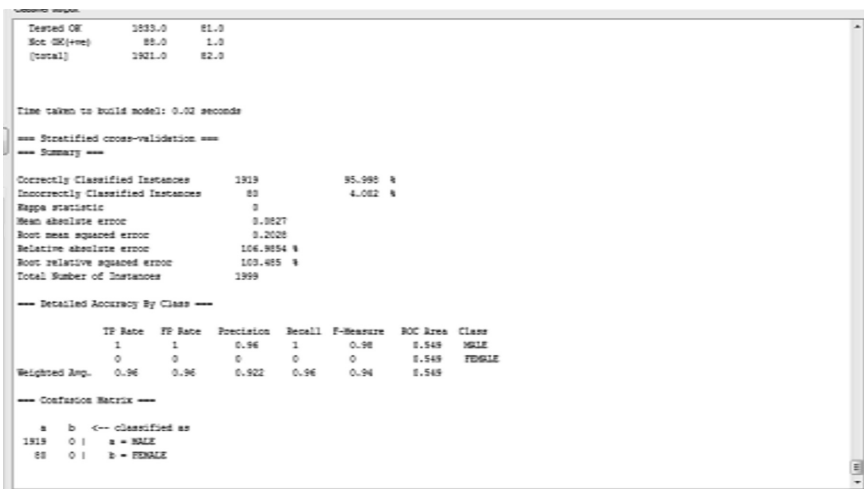 Tested OK 1833.0 81.0
Not OK(+ve) 88.0 1.0
[total] 1921.0 82.0
Time taken to build model: 0.02 seconds
=== Stratified cross-validation ===
=== Summary ===
Correctly Classified Instances 1919 95.998 %
Incorrectly Classified Instances 80 4.002 %
Kappa statistic 0
Mean absolute error 0.0827
Root mean squared error 0.2028
Relative absolute error 106.9854 %
Root relative squared error 103.485 %
Total Number of Instances 1999
=== Detailed Accuracy By Class ===
TP Rate FP Rate Precision Recall F-Measure ROC Area Class
1 1 0.96 1 0.98 0.549 MALE
0 0 0 0 0 0.549 FEMALE
Weighted Avg. 0.96 0.96 0.922 0.96 0.94 0.549
=== Confusion Matrix ===
a b <-- classified as
1919 0 | a = MALE
80 0 | b = FEMALE